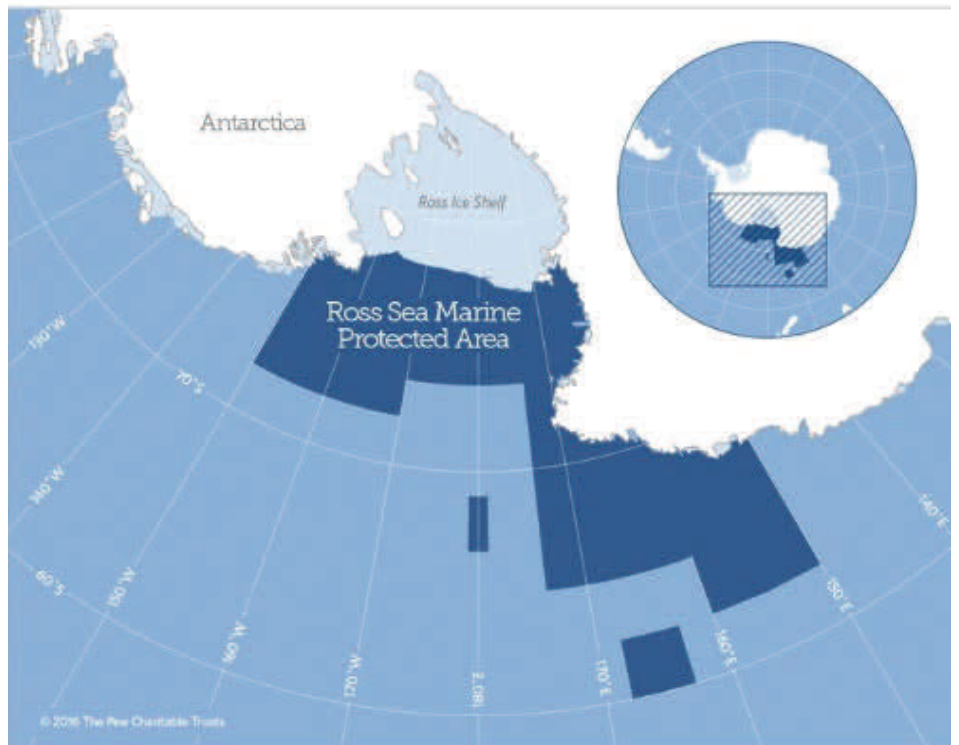 Antarctica
Ross Ice Shelf
Ross Sea Marine
Protected Area
130°W
70°S
140°W
60°S
150°W
160°W
170°W
180°E
170°E
160°E
150°E
140°E
© 2016 The Pew Charitable Trusts